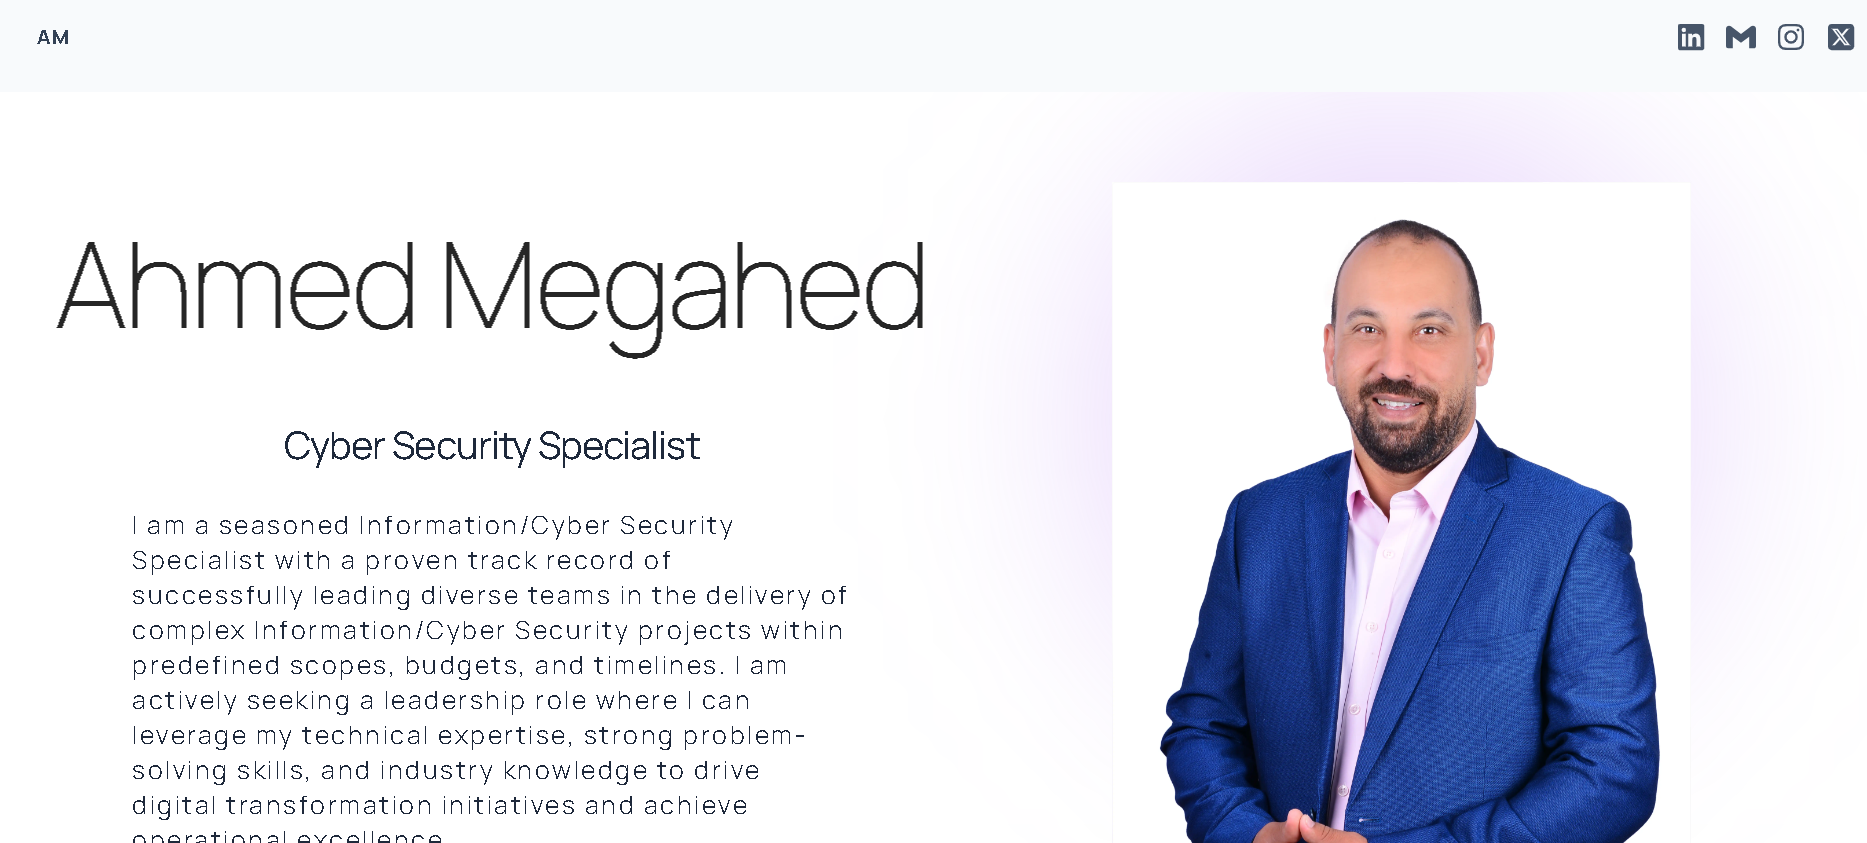 AM
Ahmed Megahed
Cyber Security Specialist
I am a seasoned Information/Cyber Security
Specialist with a proven track record of
successfully leading diverse teams in the delivery of
complex Information/Cyber Security projects within
predefined scopes, budgets, and timelines. I am
actively seeking a leadership role where I can
leverage my technical expertise, strong problem-
solving skills, and industry knowledge to drive
digital transformation initiatives and achieve
operational excellence